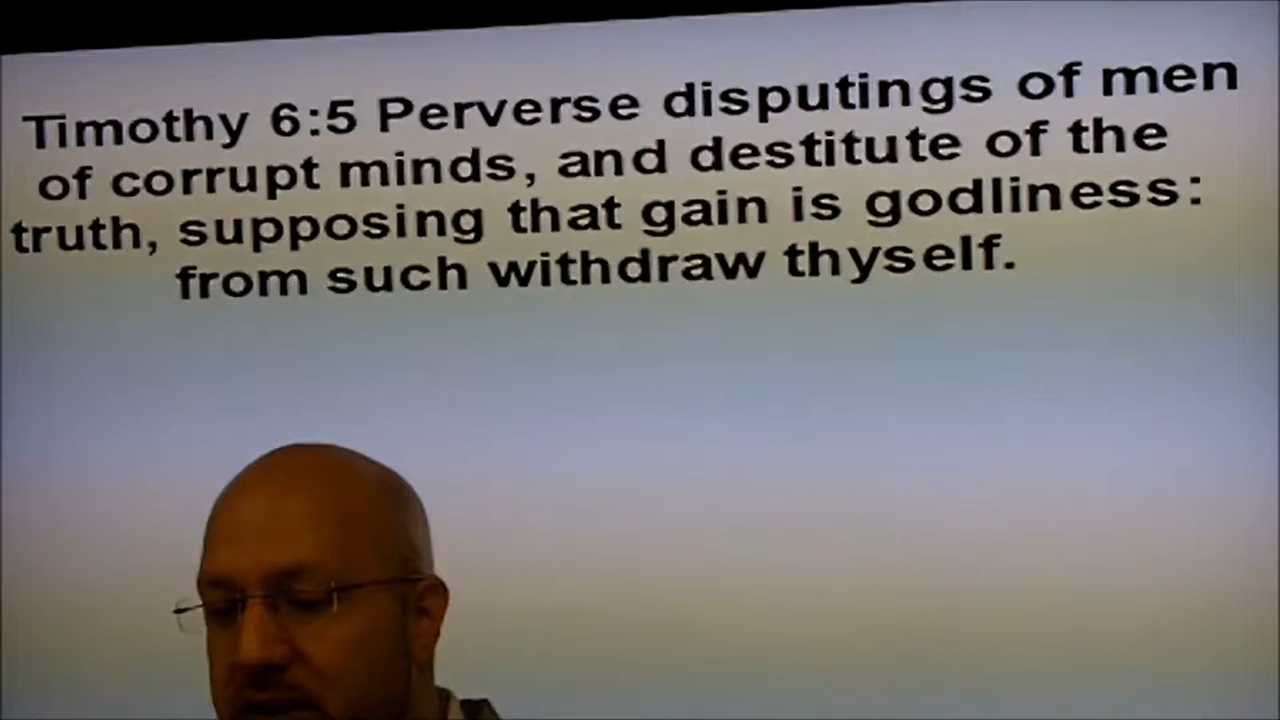 Timothy 6:5 Perverse disputings of men
of corrupt minds, and destitute of the
truth, supposing that gain is godliness:
from such withdraw thyself.